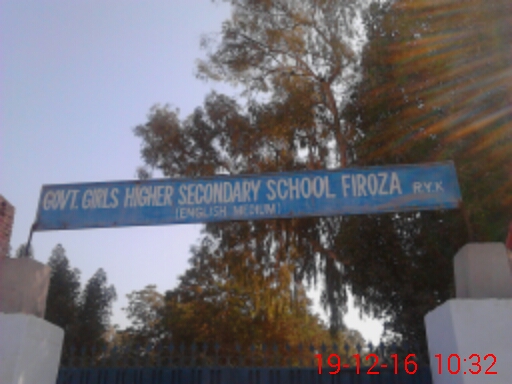 GOVT. GIRLS HIGHER SECONDARY SCHOOL FIROZA R.Y.K
(ENGLISH MEDIUM)
19-12-16 10:32